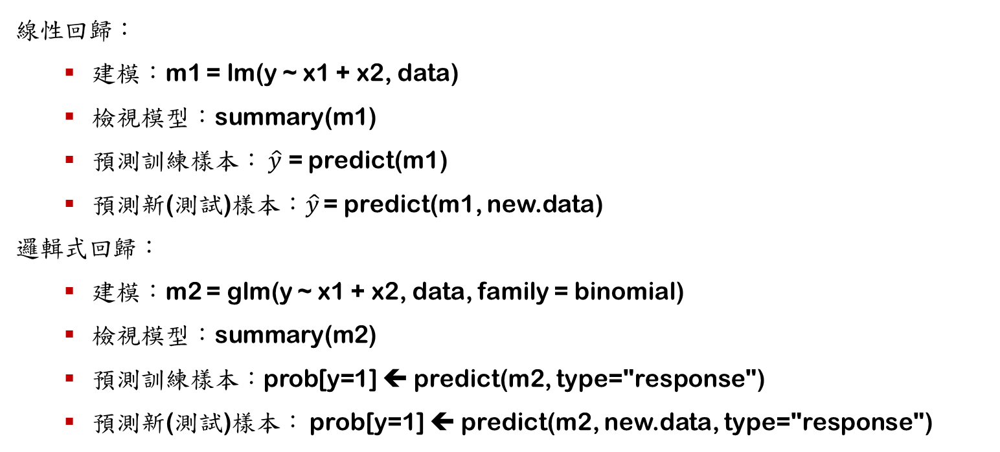 線性回歸：
▪ 建模：m1 = lm(y ~ x1 + x2, data)
▪ 檢視模型：summary(m1)
▪ 預測訓練樣本： ŷ = predict(m1)
▪ 預測新(測試)樣本：ŷ = predict(m1, new.data)
邏輯式回歸：
▪ 建模：m2 = glm(y ~ x1 + x2, data, family = binomial)
▪ 檢視模型：summary(m2)
▪ 預測訓練樣本：prob[y=1] 🡸 predict(m2, type="response")
▪ 預測新(測試)樣本： prob[y=1] 🡸 predict(m2, new.data, type="response")